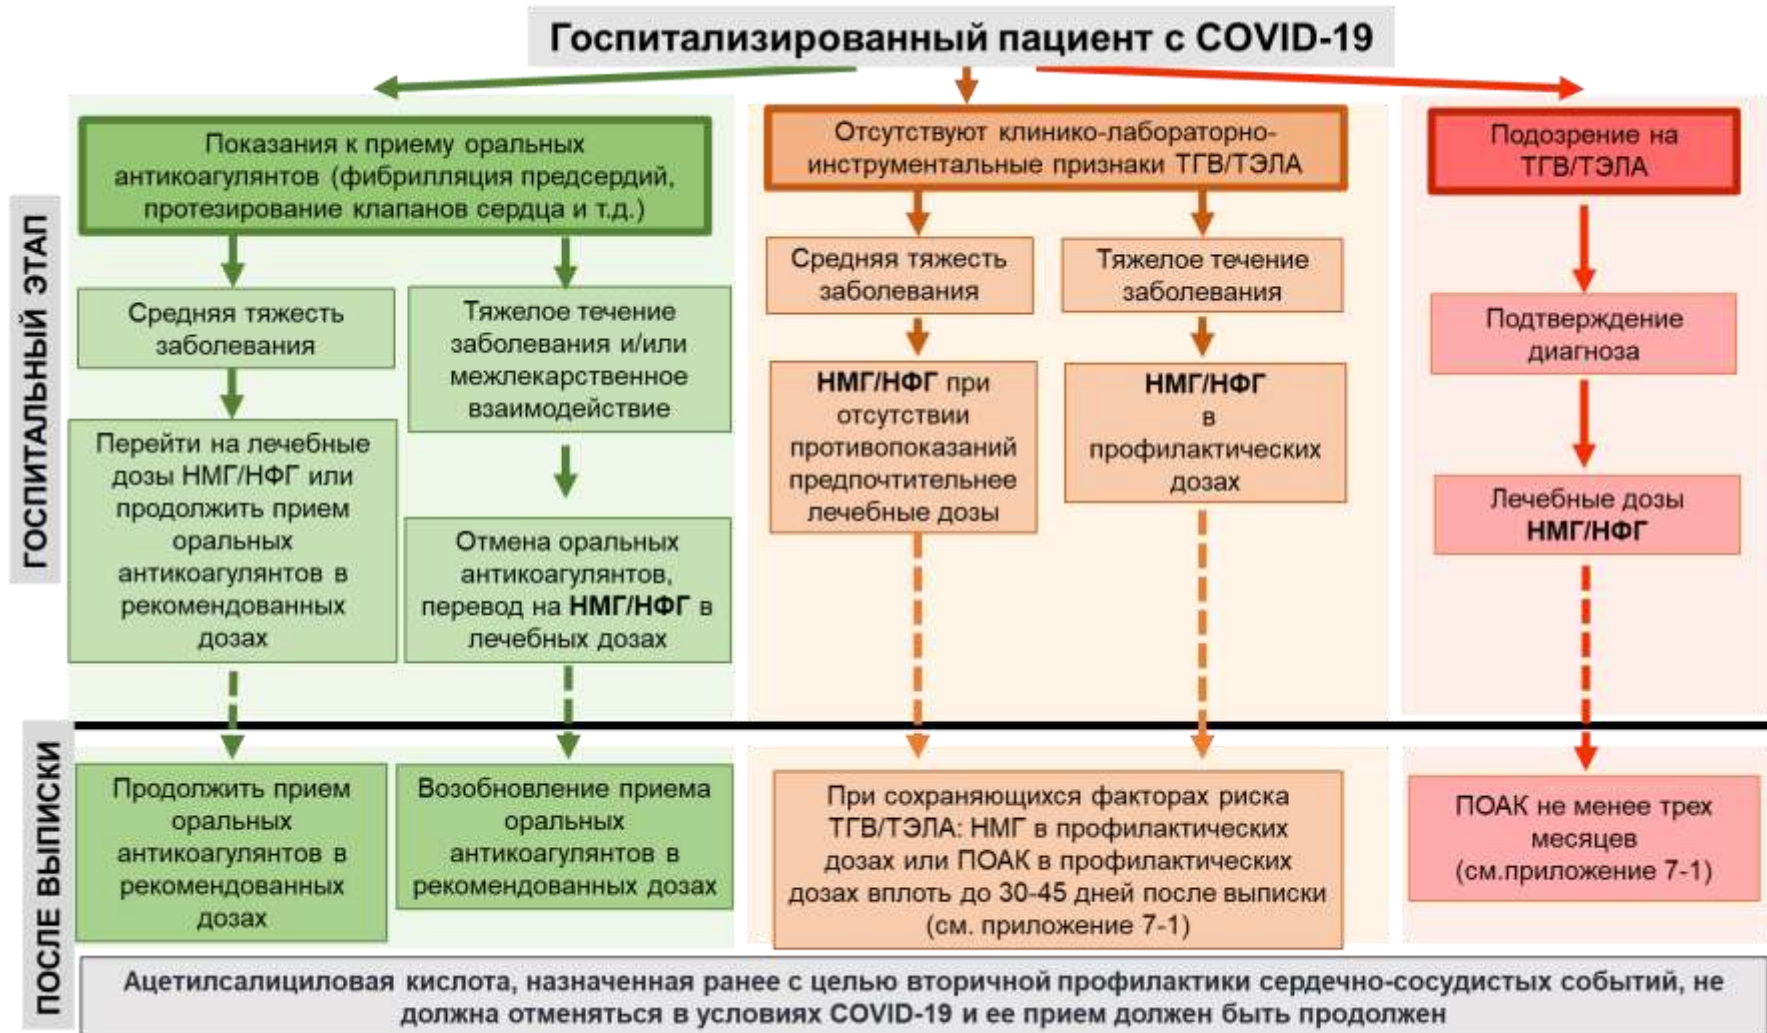 Госпитализированный пациент с COVID-19
ГОСПИТАЛЬНЫЙ ЭТАП
Показания к приему оральных
антикоагулянтов (фибрилляция предсердий,
протезирование клапанов сердца и т.д.)
Средняя тяжесть
заболевания
Перейти на лечебные
дозы НМГ/НФГ или
продолжить прием
оральных
антикоагулянтов в
рекомендованных
дозах
Тяжелое течение
заболевания и/или
межлекарственное
взаимодействие
Отмена оральных
антикоагулянтов,
перевод на НМГ/НФГ в
лечебных дозах
Отсутствуют клинико-лабораторно-
инструментальные признаки ТГВ/ТЭЛА
Средняя тяжесть
заболевания
НМГ/НФГ при
отсутствии
противопоказаний
предпочтительнее
лечебные дозы
Тяжелое течение
заболевания
НМГ/НФГ
в
профилактических
дозах
Подозрение на
ТГВ/ТЭЛА
Подтверждение
диагноза
Лечебные дозы
НМГ/НФГ
ПОСЛЕ ВЫПИСКИ
Продолжить прием
оральных
антикоагулянтов в
рекомендованных
дозах
Возобновление приема
оральных
антикоагулянтов в
рекомендованных дозах
При сохраняющихся факторах риска
ТГВ/ТЭЛА: НМГ в профилактических
дозах или ПОАК в профилактических
дозах вплоть до 30-45 дней после выписки
(см. приложение 7-1)
ПОАК не менее трех
месяцев
(см.приложение 7-1)
Ацетилсалициловая кислота, назначенная ранее с целью вторичной профилактики сердечно-сосудистых событий, не
должна отменяться в условиях COVID-19 и ее прием должен быть продолжен